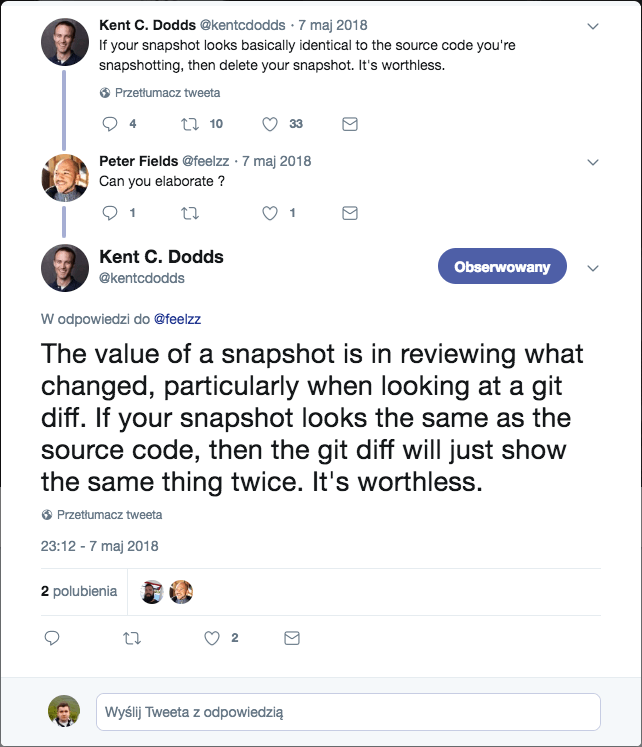 Kent C. Dodds @kentcdodds · 7 maj 2018
If your snapshot looks basically identical to the source code you're
snapshotting, then delete your snapshot. It's worthless.
Przetłumacz tweeta
4 10 33
Peter Fields @feelzz · 7 maj 2018
Can you elaborate ?
1 1
Kent C. Dodds
@kentcdodds
Obserwowany
W odpowiedzi do @feelzz
The value of a snapshot is in reviewing what
changed, particularly when looking at a git
diff. If your snapshot looks the same as the
source code, then the git diff will just show
the same thing twice. It's worthless.
Przetłumacz tweeta
23:12 - 7 maj 2018
2 polubienia
2
Wyślij Tweeta z odpowiedzią